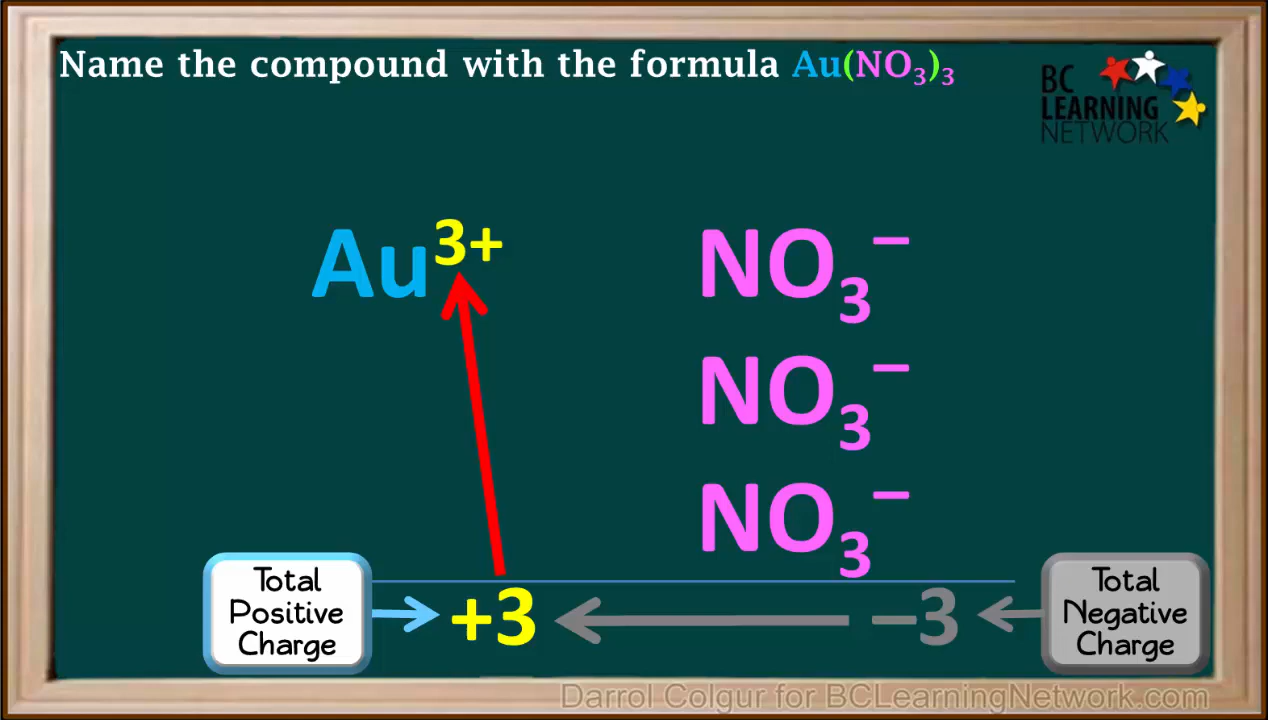 Name the compound with the formula Au(NO₃)₃
BC
LEARNING
NETWORK
Au³⁺
NO₃⁻
NO₃⁻
NO₃⁻
Total
Positive
Charge
+3
–3
Total
Negative
Charge
Darrol Colgur for BCLearningNetwork.com